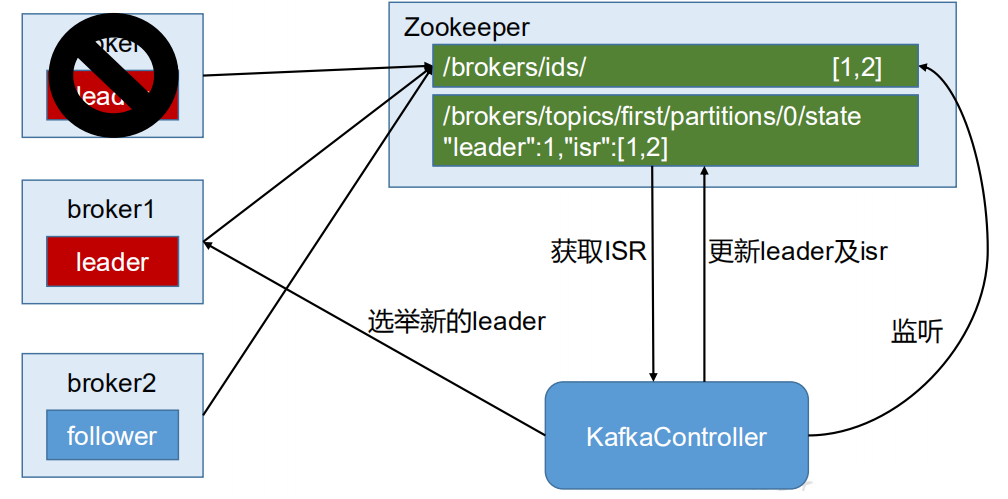 Zookeeper
/brokers/ids/ [1,2]
/brokers/topics/first/partitions/0/state
"leader":1,"isr":[1,2]
broker1
leader
broker2
follower
获取ISR
更新leader及isr
选举新的leader
监听
KafkaController